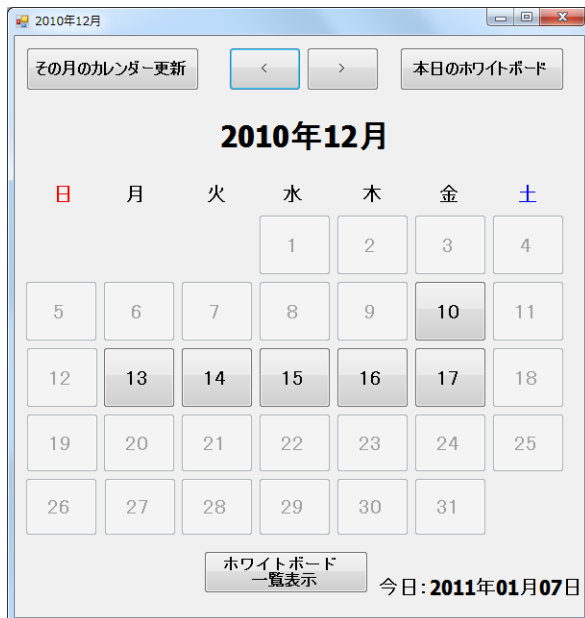 2010年12月
その月のカレンダー更新 < > 本日のホワイトボード
2010年12月
日 月 火 水 木 金 土
1 2 3 4
5 6 7 8 9 10 11
12 13 14 15 16 17 18
19 20 21 22 23 24 25
26 27 28 29 30 31
ホワイトボード
一覧表示
今日:2011年01月07日